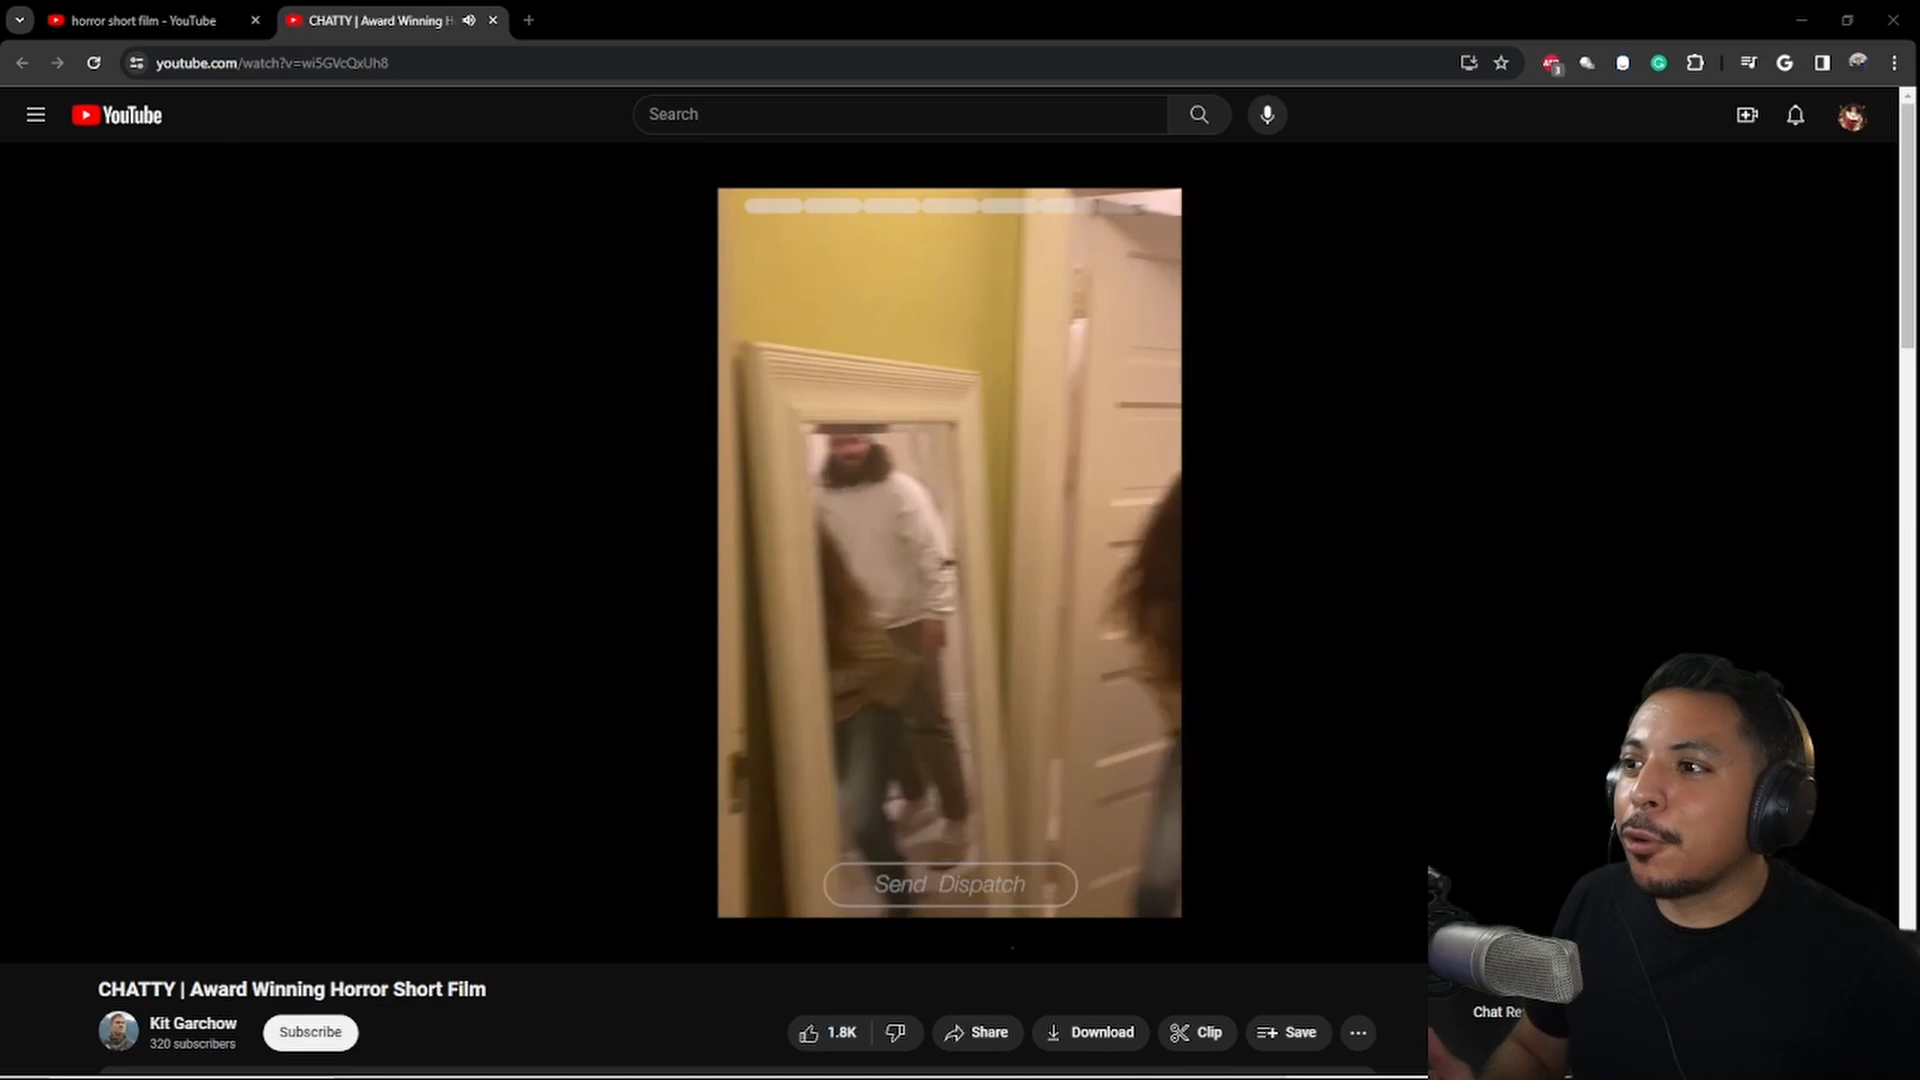 horror short film - YouTube
CHATTY | Award Winning H
youtube.com/watch?v=wi5GVcQxUh8
3
YouTube
Search
Send Dispatch
CHATTY | Award Winning Horror Short Film
Kit Garchow
320 subscribers
Subscribe
1.8K
Share
Download
Clip
Save
Chat Re